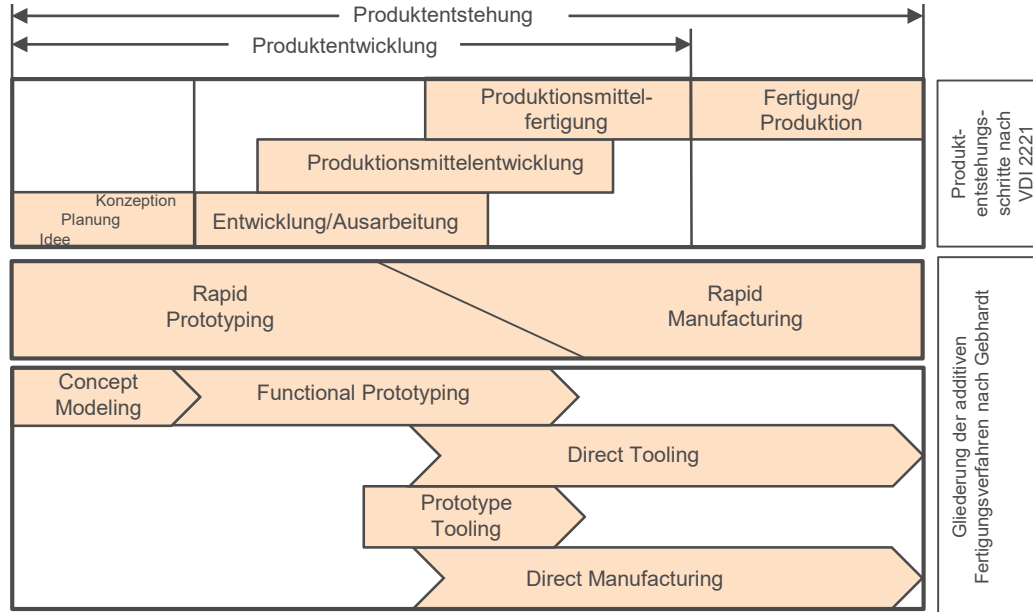 Produktentstehung
Produktentwicklung
Produktionsmittel-
fertigung
Fertigung/
Produktion
Produktionsmittelentwicklung
Konzeption
Planung
Idee
Entwicklung/Ausarbeitung
Produkt-
entstehungs-
schritte nach
VDI 2221
Rapid
Prototyping
Rapid
Manufacturing
Concept
Modeling
Functional Prototyping
Direct Tooling
Prototype
Tooling
Direct Manufacturing
Gliederung der additiven
Fertigungsverfahren nach Gebhardt